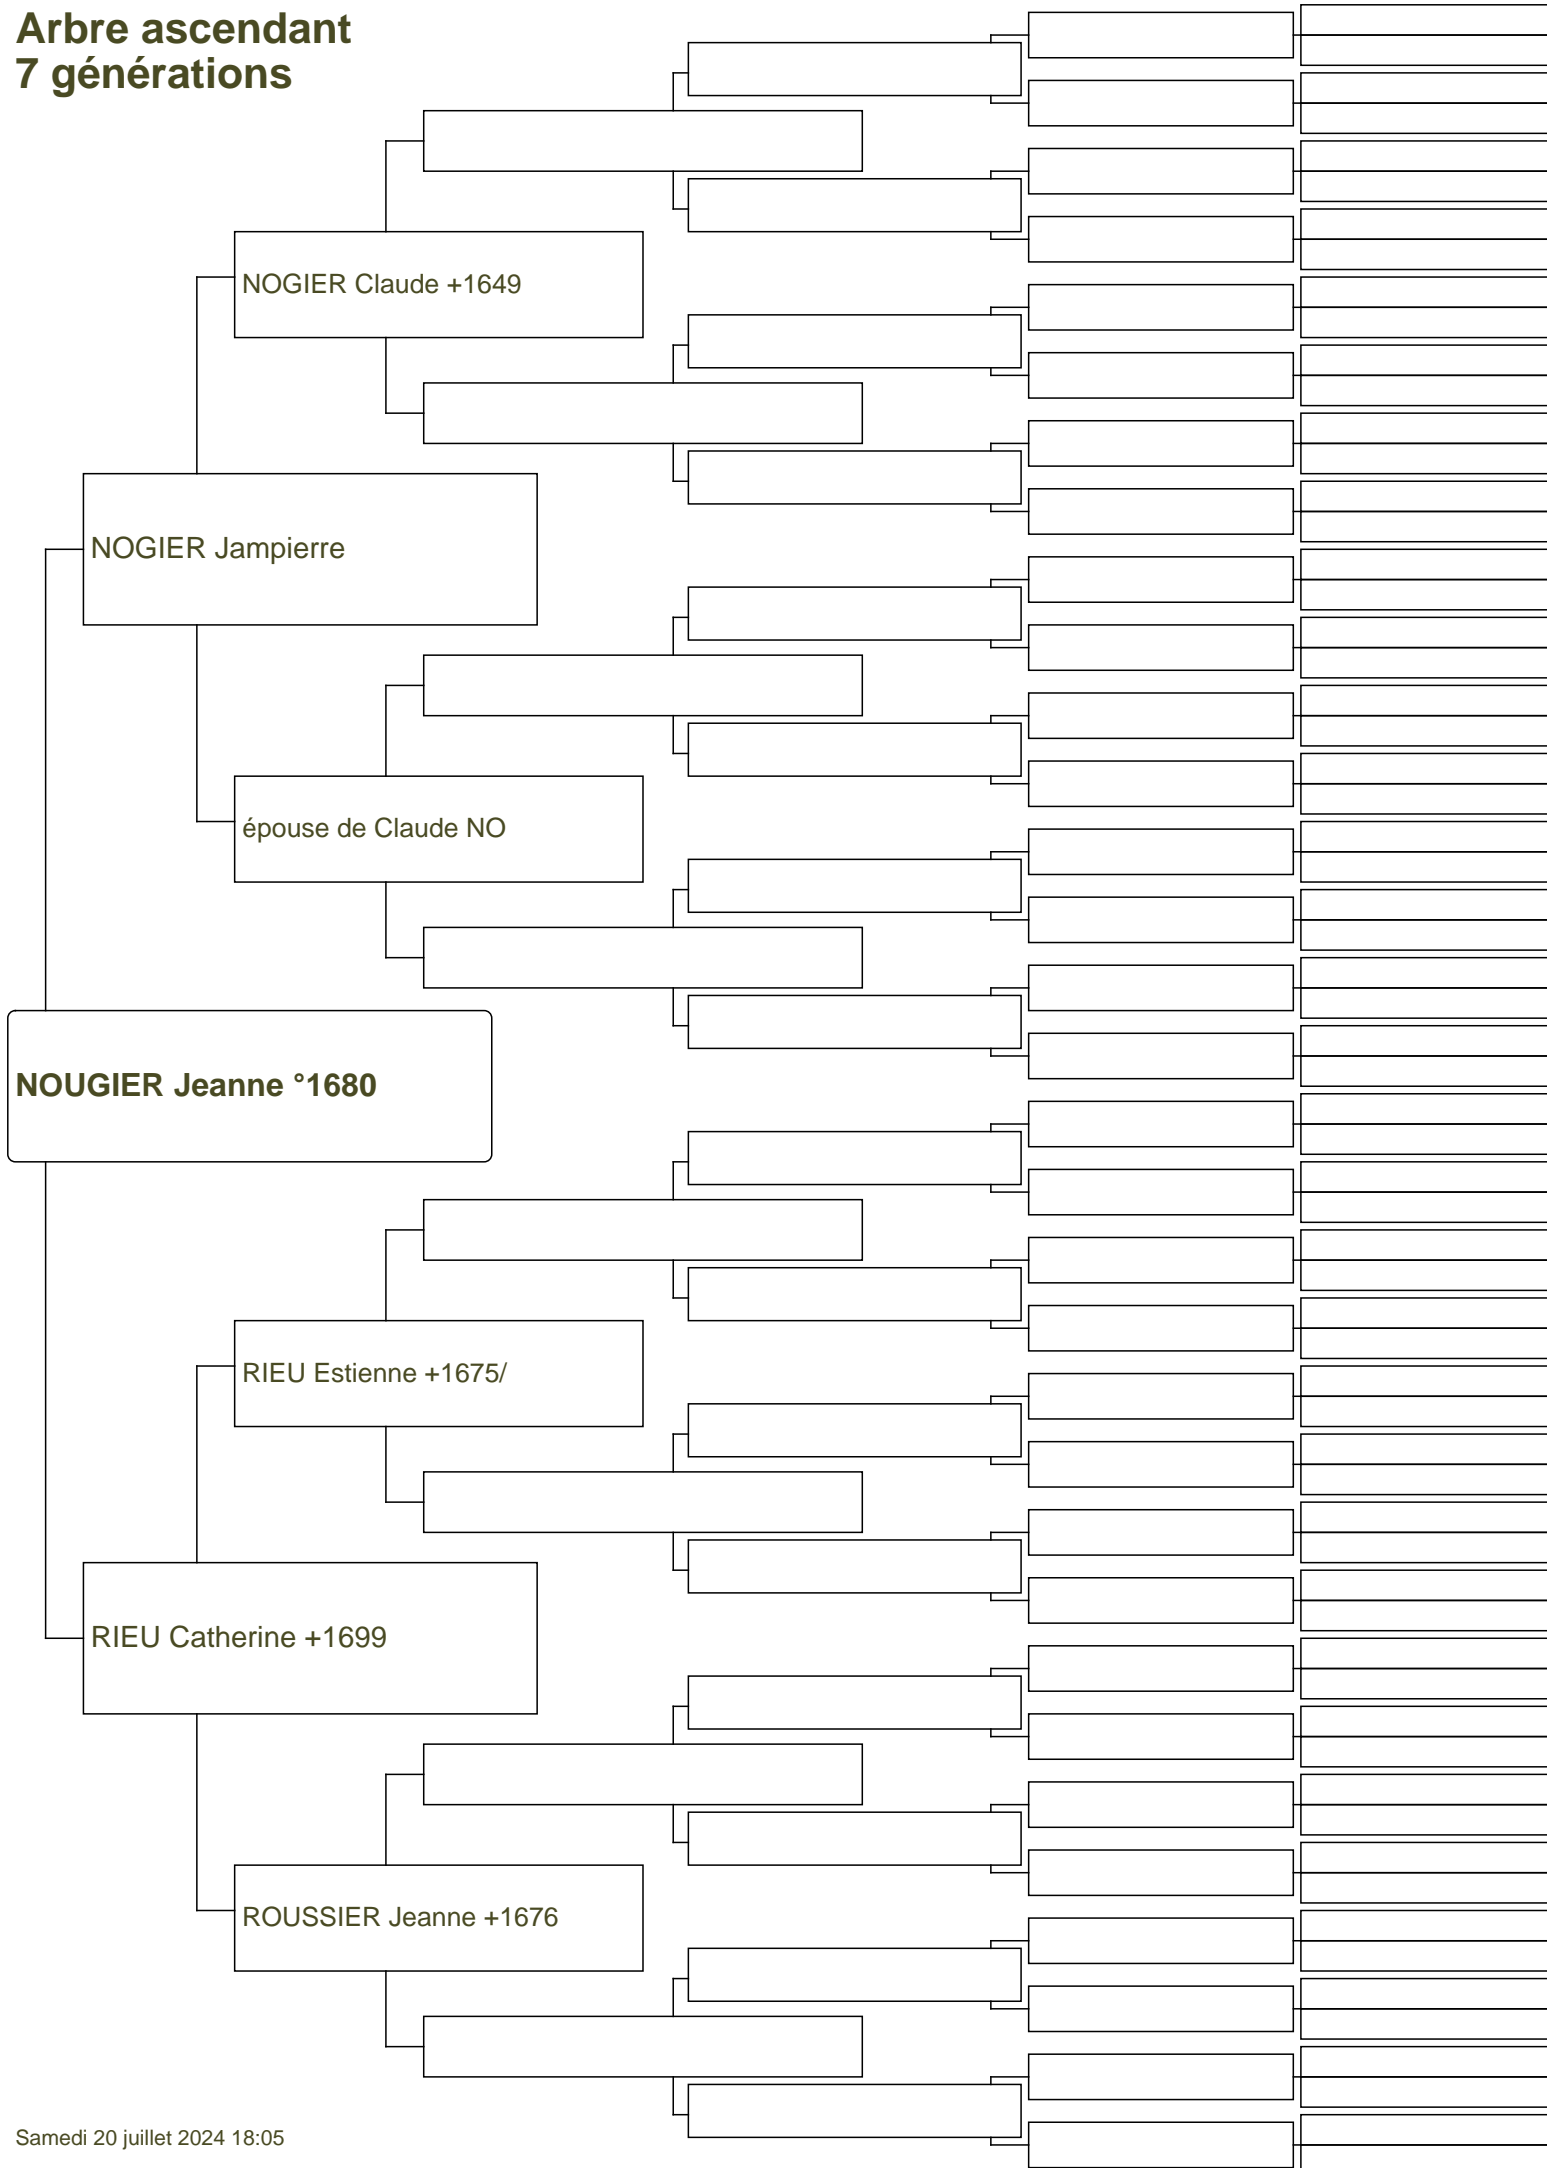 Arbre ascendant
7 générations
NOGIER Claude +1649
NOGIER Jampierre
épouse de Claude NO
NOUGIER Jeanne °1680
RIEU Estienne +1675/
RIEU Catherine +1699
ROUSSIER Jeanne +1676
Samedi 20 juillet 2024 18:05